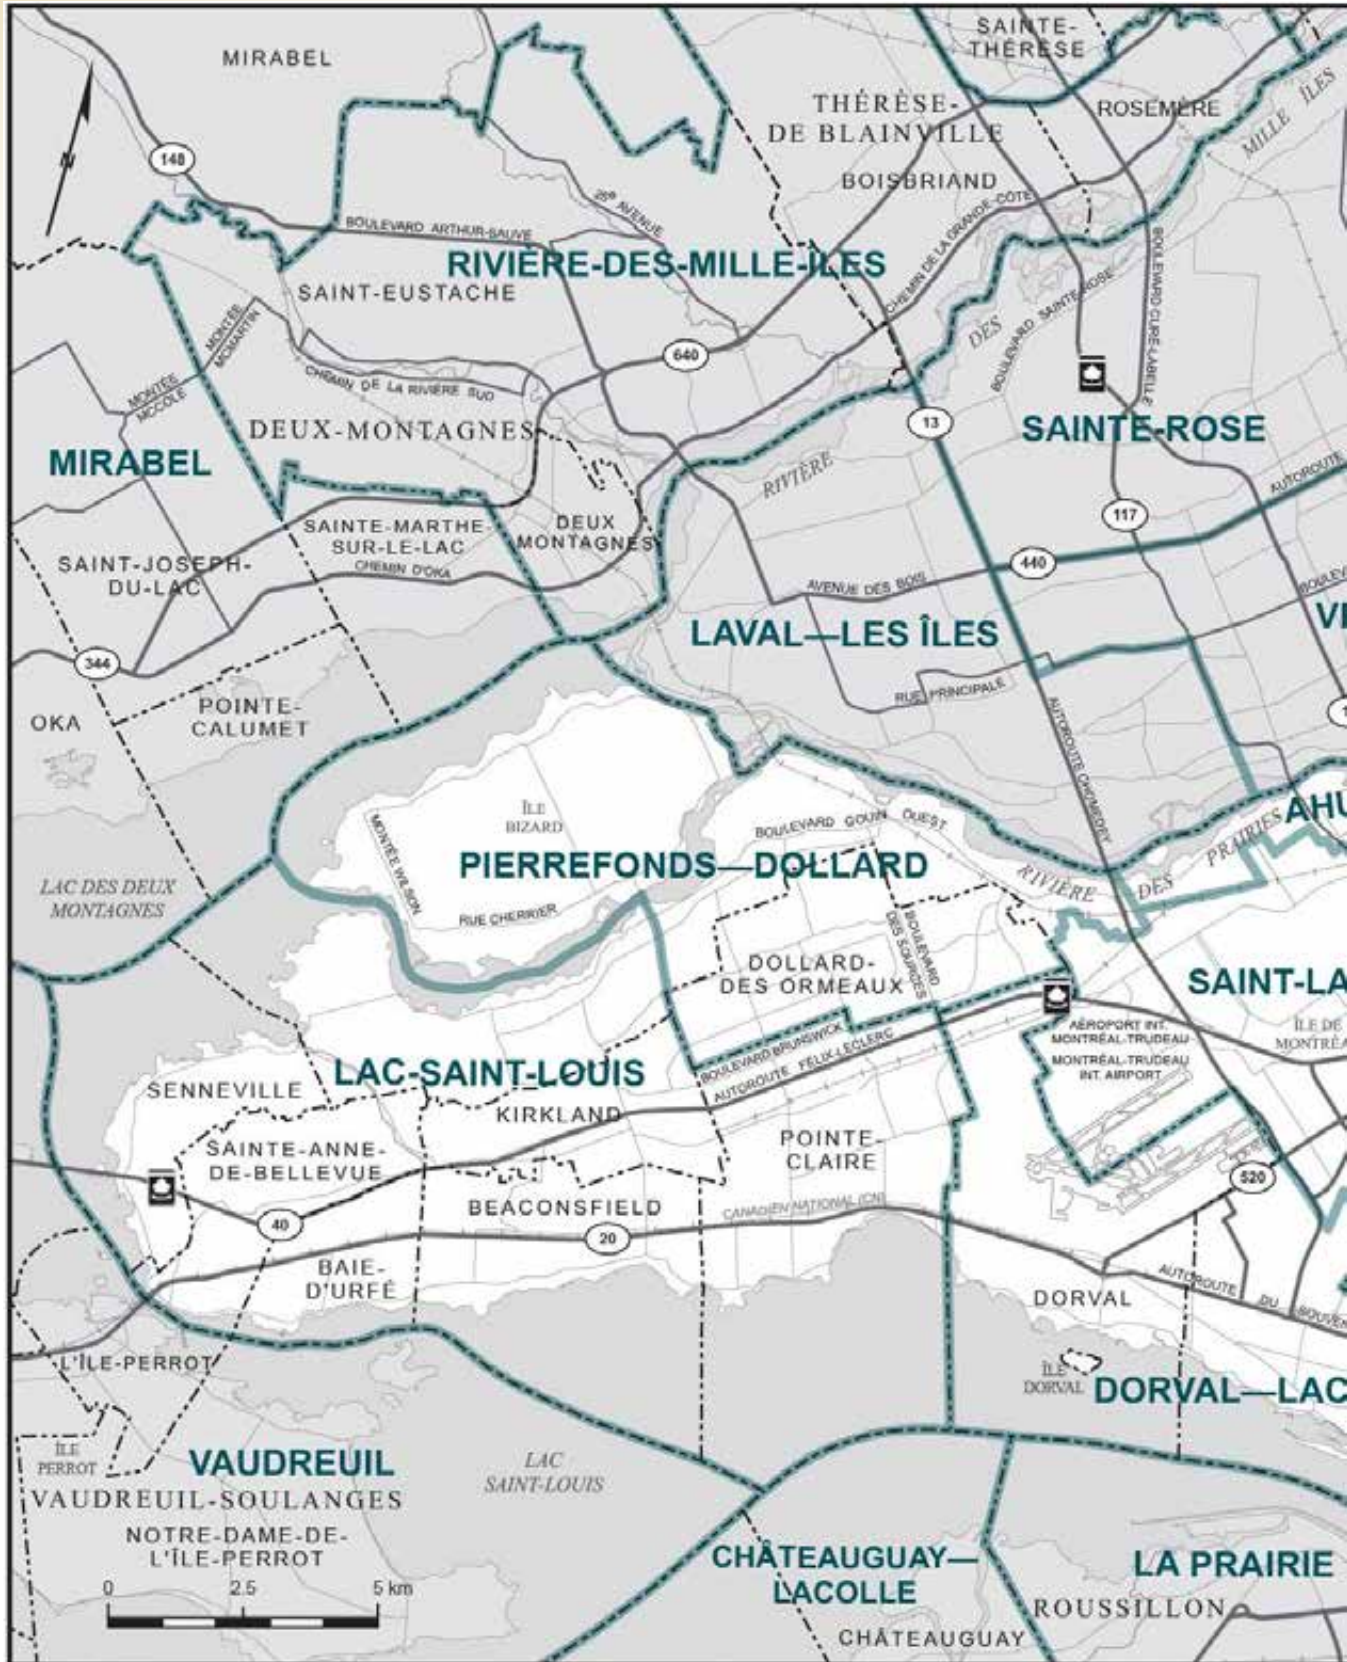 SAINTE-
THÉRÈSE
MIRABEL
THÉRÈSE-
DE BLAINVILLE
ROSEMÈRE
MILLE ÎLES
N
148
BOISBRIAND
25e AVENUE
BOULEVARD ARTHUR-SAUVÉ
CHEMIN DE LA GRANDE-CÔTE
RIVIÈRE-DES-MILLE-ÎLES
SAINT-EUSTACHE
BOULEVARD CURÉ-LABELLE
BOULEVARD SAINTE-ROSE
DES
MONTÉE
MCMARTIN
640
CHEMIN DE LA RIVIÈRE SUD
MONTÉE
MCCOLE
13
SAINTE-ROSE
DEUX-MONTAGNES
MIRABEL
RIVIÈRE
AUTOROUTE
117
SAINTE-MARTHE-
SUR-LE-LAC
DEUX
MONTAGNES
440
SAINT-JOSEPH-
DU-LAC
CHEMIN D'OKA
AVENUE DES BOIS
LAVAL—LES ÎLES
344
RUE PRINCIPALE
OKA
POINTE-
CALUMET
AUTOROUTE CHOMEDEY
ÎLE
BIZARD
MONTÉE WILSON
BOULEVARD GOUIN OUEST
AHU
PRAIRIES
PIERREFONDS—DOLLARD
RIVIÈRE
DES
LAC DES DEUX
MONTAGNES
RUE CHERRIER
BOULEVARD
DES SOURCES
DOLLARD-
DES ORMEAUX
SAINT-LA
AÉROPORT INT.
MONTRÉAL-TRUDEAU
MONTRÉAL-TRUDEAU
INT. AIRPORT
ÎLE DE
BOULEVARD BRUNSWICK
AUTOROUTE FÉLIX-LECLERC
LAC-SAINT-LOUIS
SENNEVILLE
KIRKLAND
SAINTE-ANNE-
DE-BELLEVUE
POINTE-
CLAIRE
520
BEACONSFIELD
CANADIEN NATIONAL (CN)
40
20
BAIE-
D'URFÉ
DORVAL
AUTOROUTE DU SOUVEN
L'ÎLE-PERROT
ÎLE
DORVAL
DORVAL—LAC
ÎLE
PERROT
VAUDREUIL
LAC
SAINT-LOUIS
VAUDREUIL-SOULANGES
NOTRE-DAME-DE-
L'ÎLE-PERROT
0 2.5 5 km
CHÂTEAUGUAY—
LACOLLE
LA PRAIRIE
ROUSSILLON
CHÂTEAUGUAY